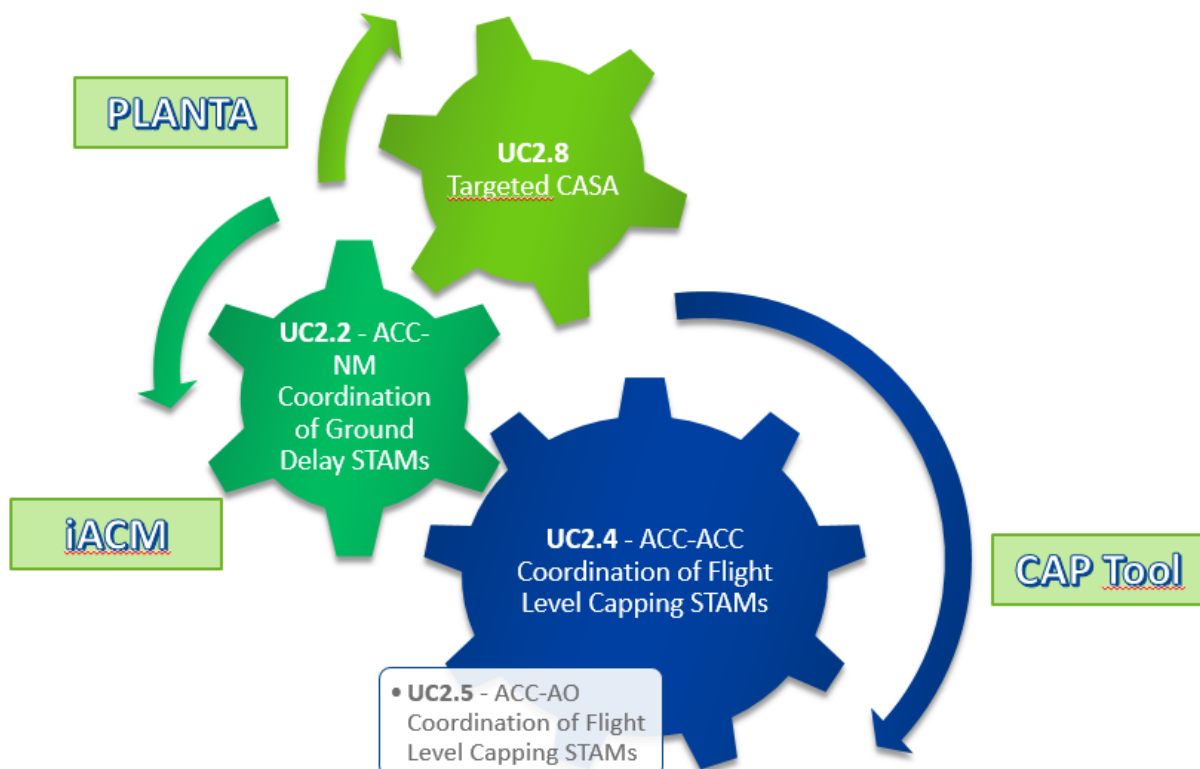 PLANTA
UC2.8
Targeted CASA
UC2.2 - ACC-
NM
Coordination
of Ground
Delay STAMs
iACM
UC2.4 - ACC-ACC
Coordination of Flight
Level Capping STAMs
CAP Tool
• UC2.5 - ACC-AO
Coordination of Flight
Level Capping STAMs